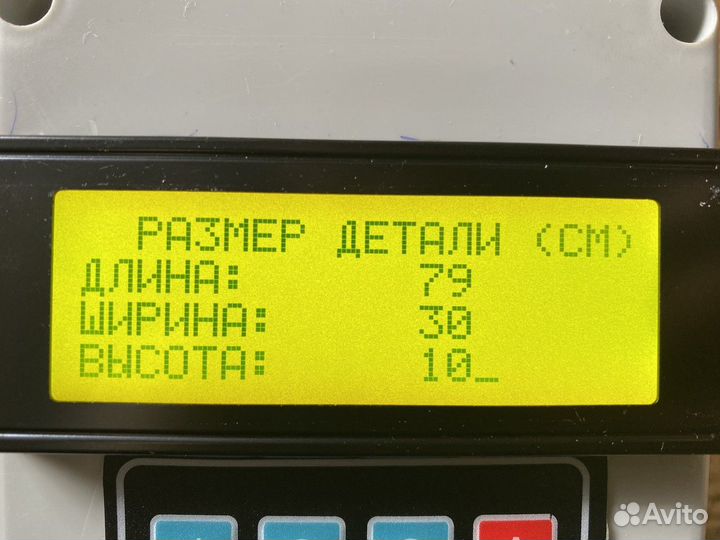 РАЗМЕР ДЕТАЛИ (СМ)
ДЛИНА: 79
ШИРИНА: 30
ВЫСОТА: 10_
Avito